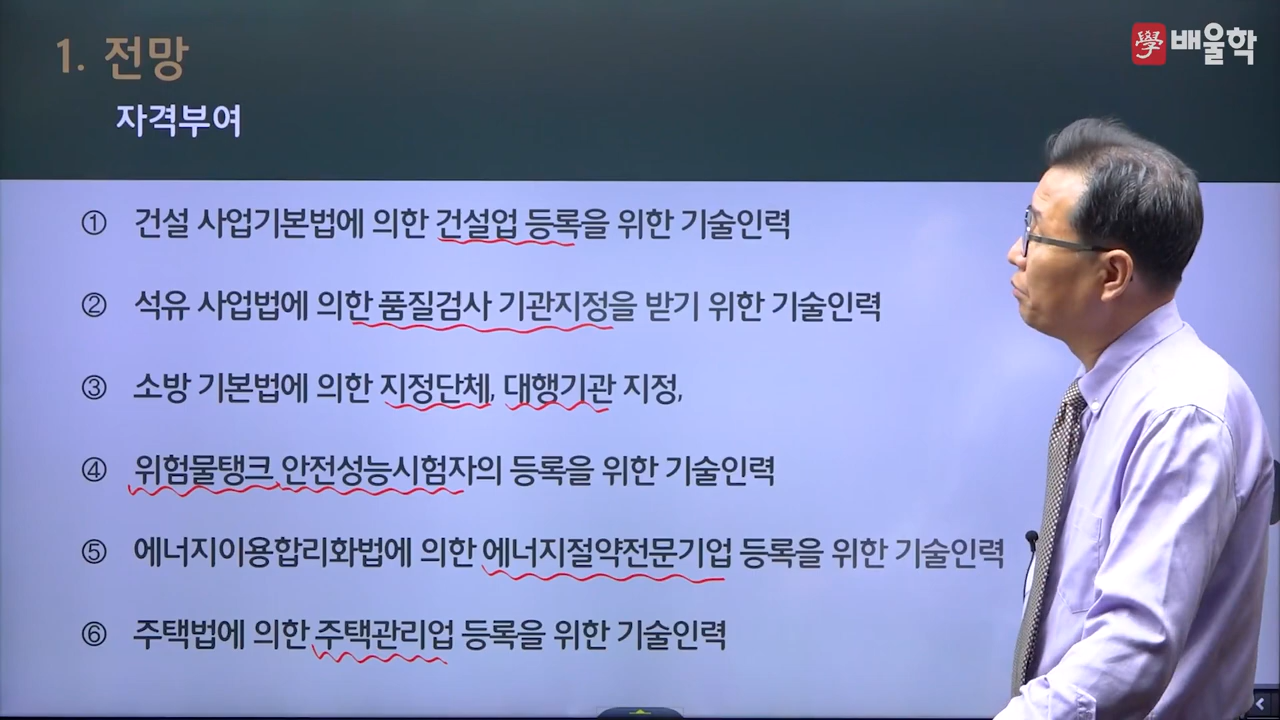 1. 전망
學 배울학
자격부여
① 건설 사업기본법에 의한 건설업 등록을 위한 기술인력
② 석유 사업법에 의한 품질검사 기관지정을 받기 위한 기술인력
③ 소방 기본법에 의한 지정단체, 대행기관 지정,
④ 위험물탱크 안전성능시험자의 등록을 위한 기술인력
⑤ 에너지이용합리화법에 의한 에너지절약전문기업 등록을 위한 기술인력
⑥ 주택법에 의한 주택관리업 등록을 위한 기술인력